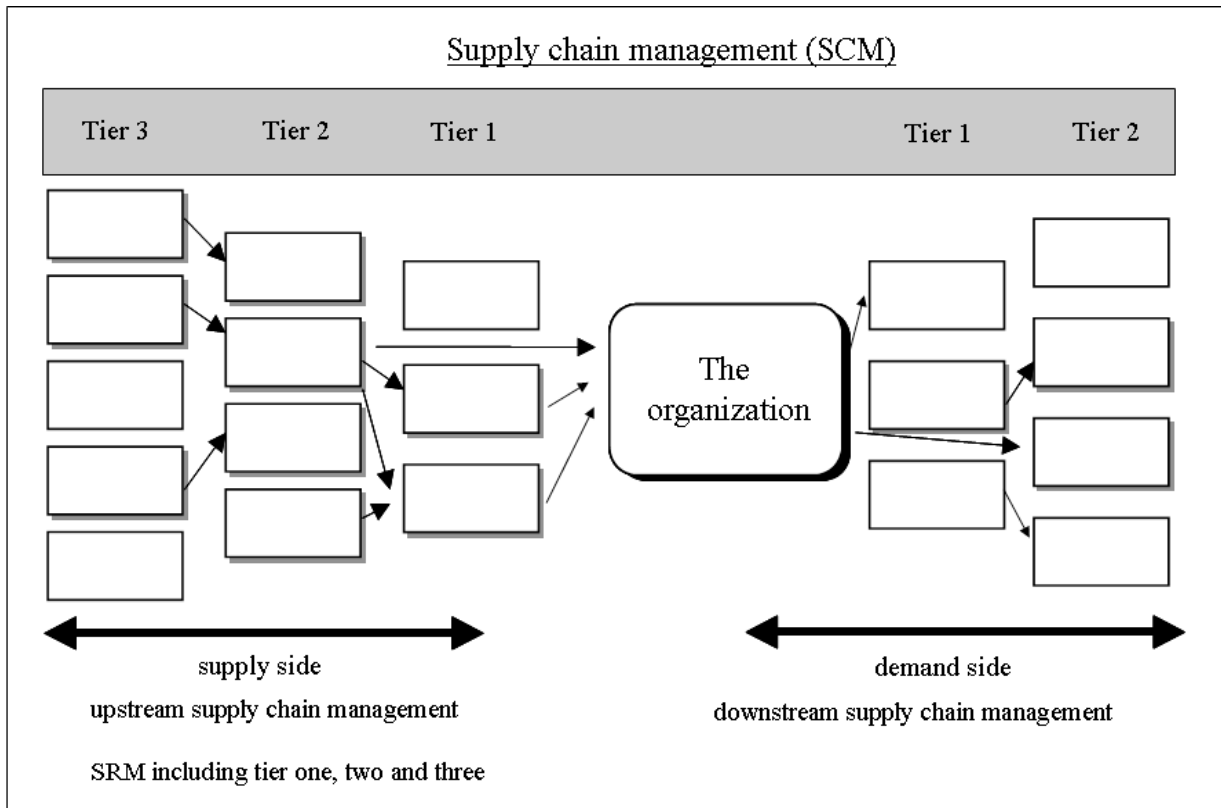 Supply chain management (SCM)
Tier 3 Tier 2 Tier 1 Tier 1 Tier 2
The
organization
supply side
upstream supply chain management
SRM including tier one, two and three
demand side
downstream supply chain management